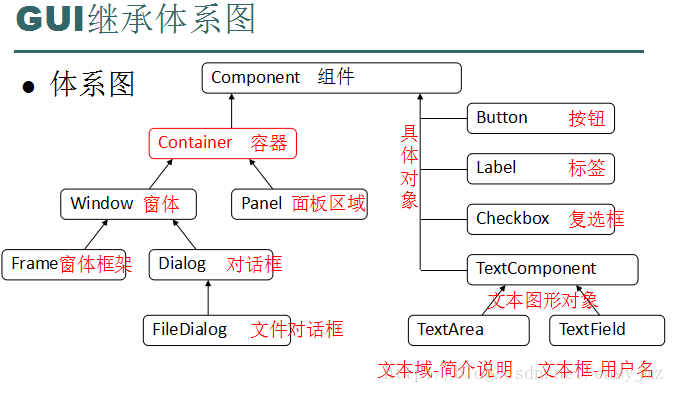 GUI继承体系图
● 体系图
Component 组件
Container 容器
具体对象
Button 按钮
Label 标签
Checkbox 复选框
Window 窗体
Panel 面板区域
Frame窗体框架
Dialog 对话框
TextComponent
文本图形对象
FileDialog 文件对话框
TextArea
TextField
文本域-简介说明
文本框-用户名